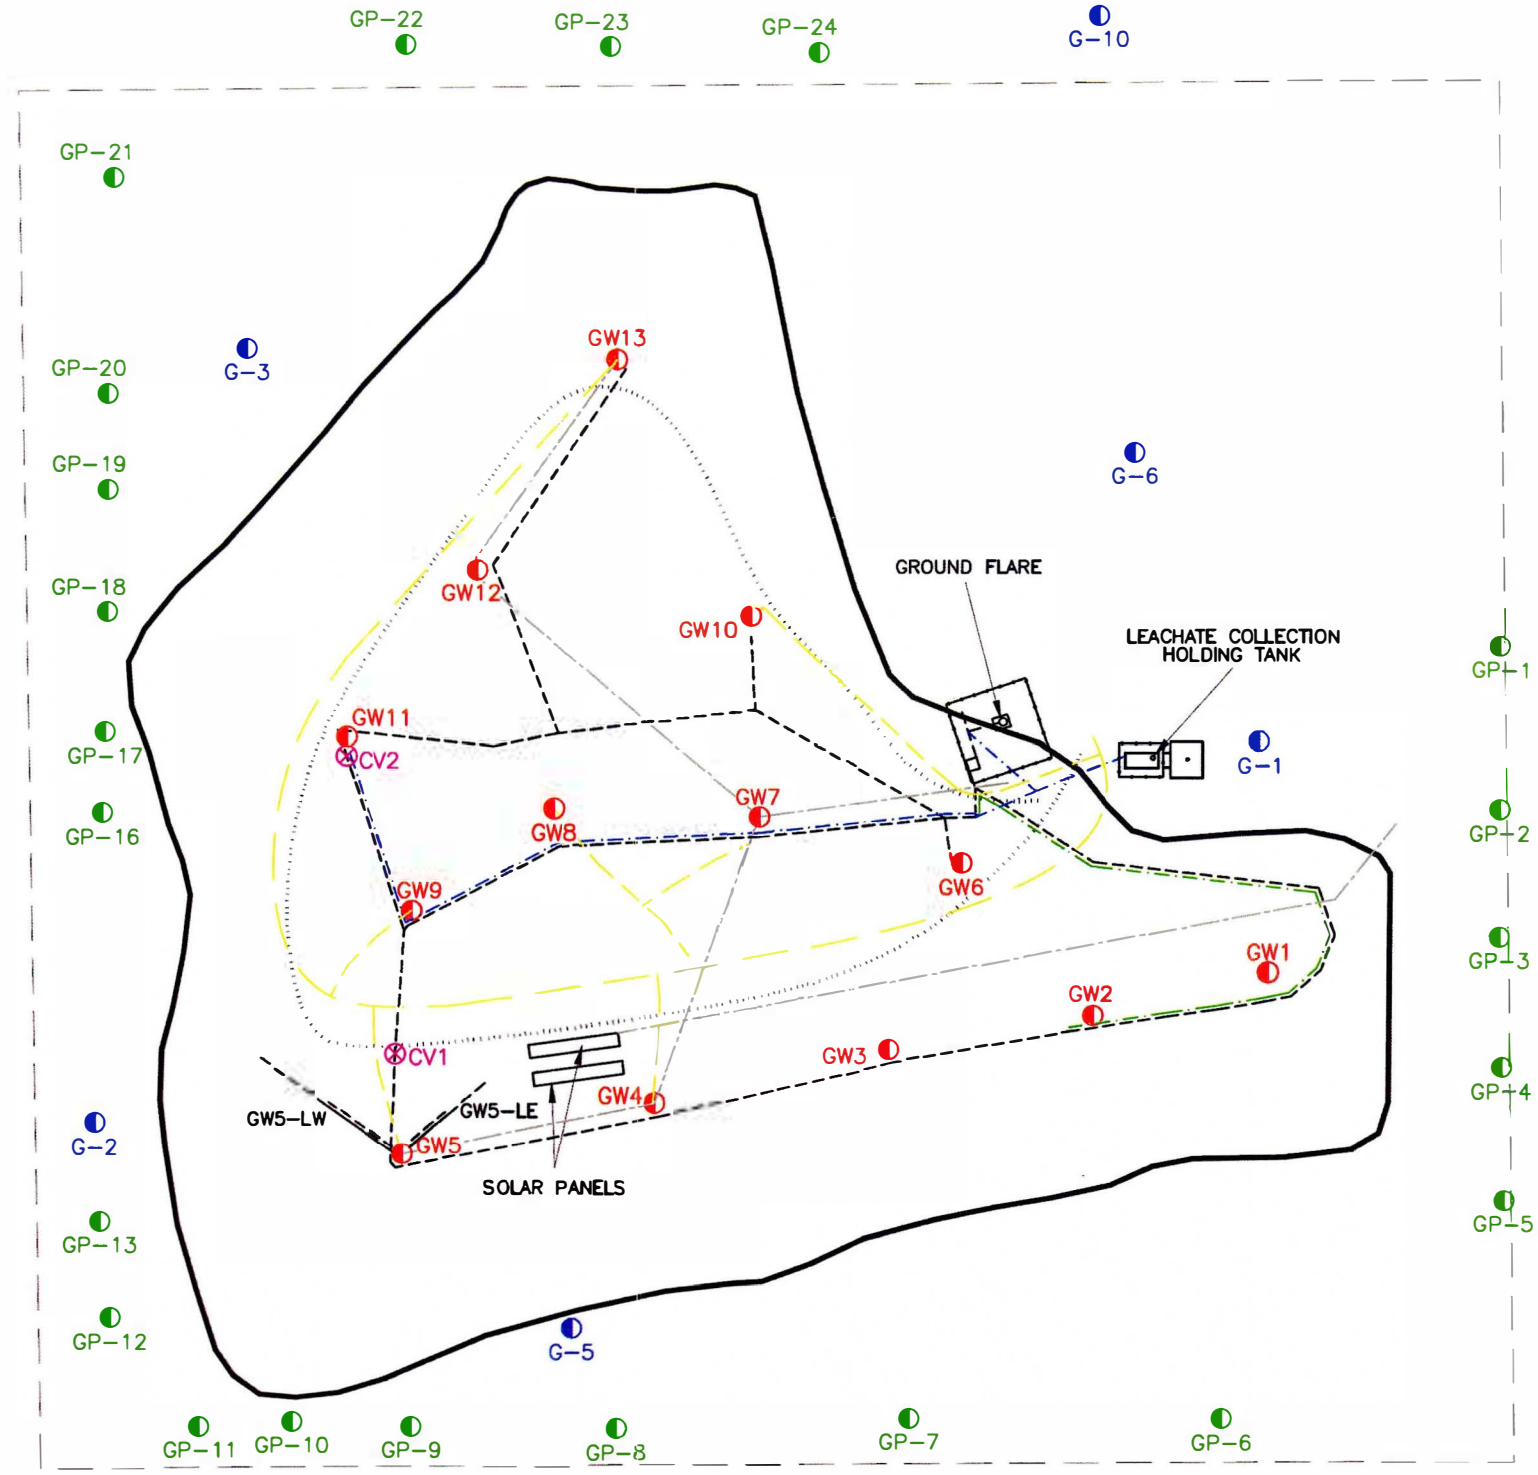 GP-22
GP-23
GP-24
G-10
GP-21
GW13
G-3
GP-20
GP-19
G-6
GROUND FLARE
GP-18
GW12
GW10
LEACHATE COLLECTION
HOLDING TANK
GP-1
GW11
CV2
GP-17
G-1
GW7
GW8
GP-16
GP-2
GW9
GW6
GW1
GP-3
GW2
GW3
CV1
GP-4
GW4
GW5-LW
GW5-LE
G-2
GW5
SOLAR PANELS
GP-5
GP-13
GP-12
G-5
GP-11
GP-10
GP-9
GP-8
GP-7
GP-6